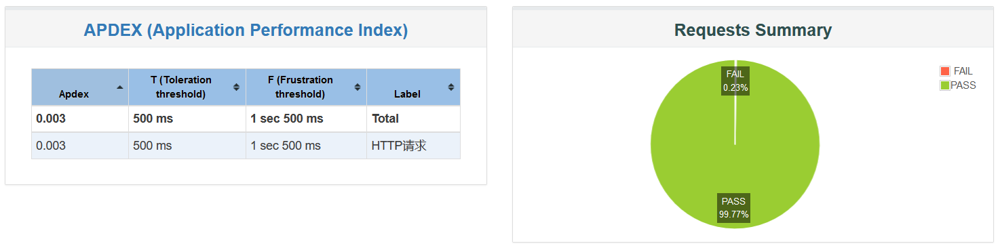 APDEX (Application Performance Index)
Apdex
T (Toleration
threshold)
F (Frustration
threshold)
Label
0.003 500 ms 1 sec 500 ms Total
0.003 500 ms 1 sec 500 ms HTTP请求
Requests Summary
FAIL
0.23%
PASS
99.77%
FAIL
PASS